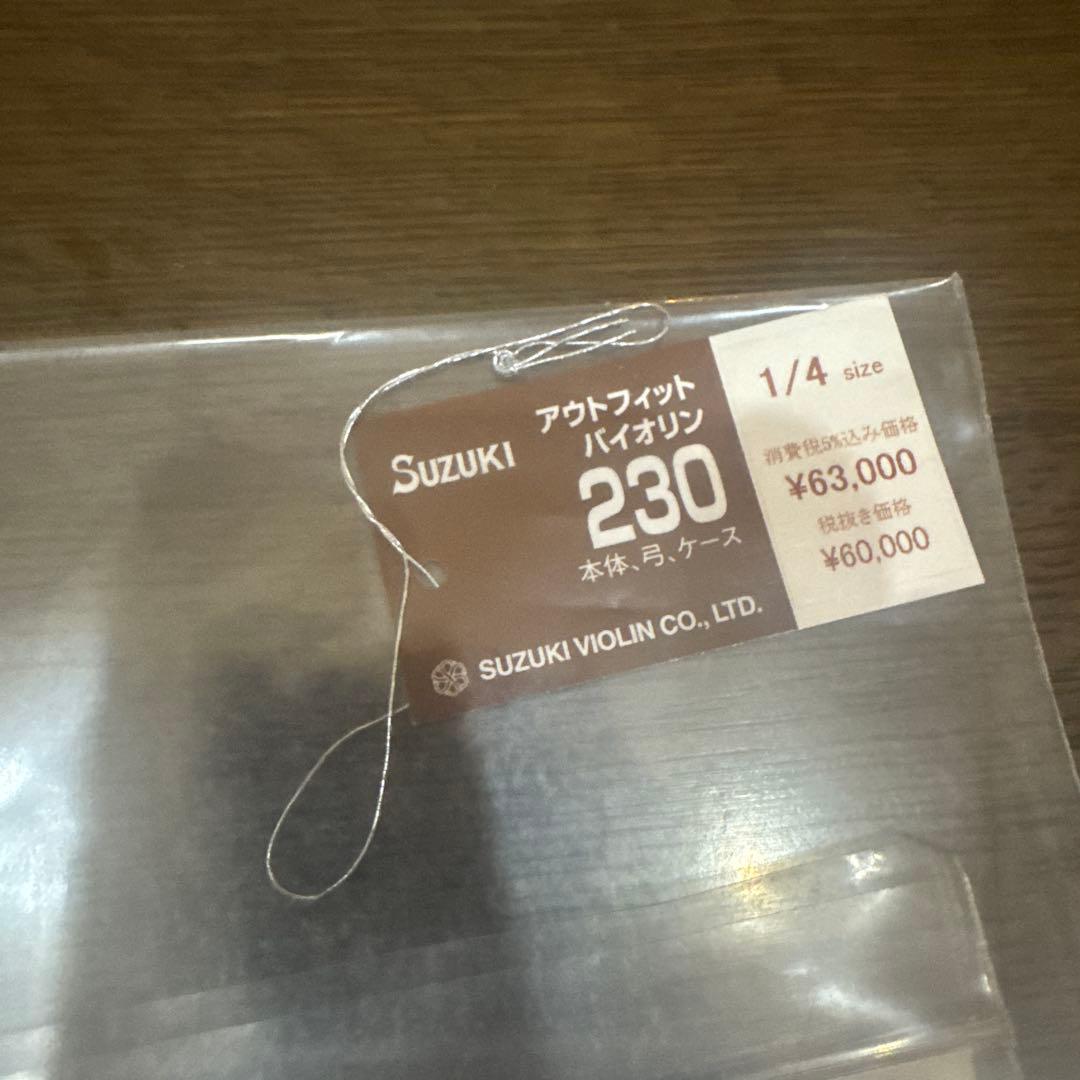 SUZUKI
アウトフィット
バイオリン
230
本体、弓、ケース
SUZUKI VIOLIN CO., LTD.
1/4 size
消費税5%込み価格
¥63,000
税抜き価格
¥60,000